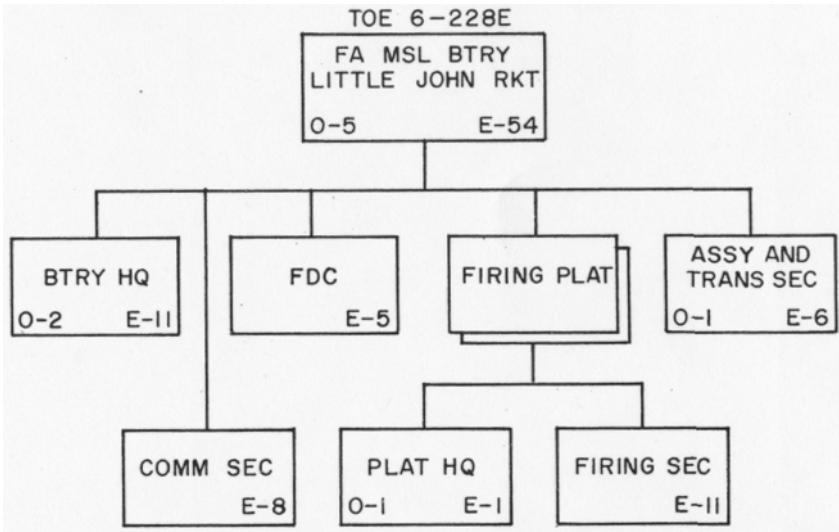 TOE 6-228E
FA MSL BTRY
LITTLE JOHN RKT
O-5 E-54
BTRY HQ
O-2 E-11
FDC
E-5
FIRING PLAT
ASSY AND
TRANS SEC
O-1 E-6
COMM SEC
E-8
PLAT HQ
O-1 E-1
FIRING SEC
E-11